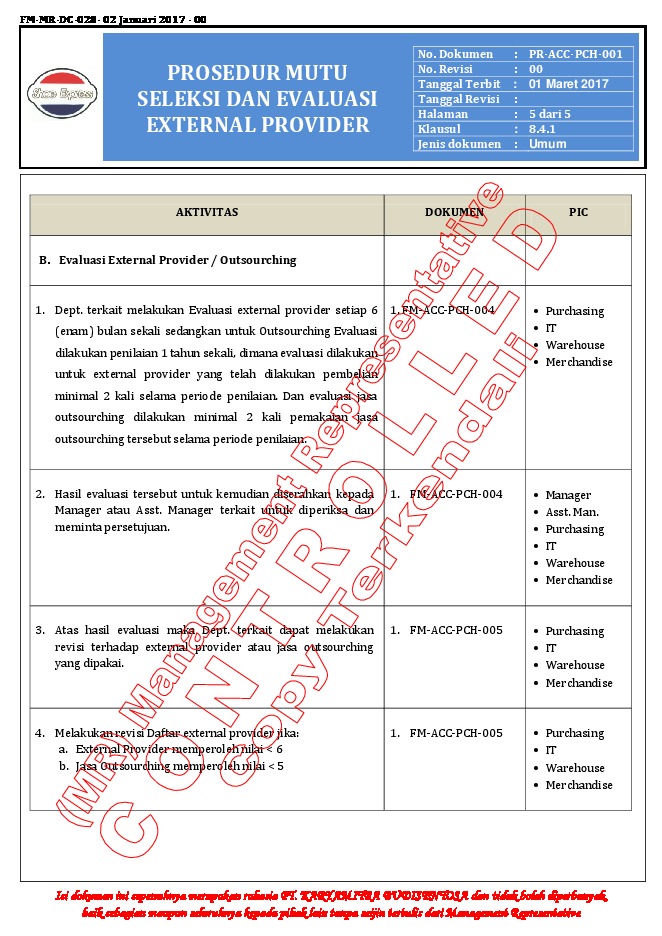 FM-MR-DC-028- 02 Januari 2017 - 00
Shoe Express
PROSEDUR MUTU
SELEKSI DAN EVALUASI
EXTERNAL PROVIDER
No. Dokumen : PR-ACC-PCH-001
No. Revisi : 00
Tanggal Terbit : 01 Maret 2017
Tanggal Revisi :
Halaman : 5 dari 5
Klausul : 8.4.1
Jenis dokumen : Umum
AKTIVITAS DOKUMEN PIC
B. Evaluasi External Provider / Outsourching
1. Dept. terkait melakukan Evaluasi external provider setiap 6
(enam) bulan sekali sedangkan untuk Outsourching Evaluasi
dilakukan penilaian 1 tahun sekali, dimana evaluasi dilakukan
untuk external provider yang telah dilakukan pembelian
minimal 2 kali selama periode penilaian. Dan evaluasi jasa
outsourching dilakukan minimal 2 kali pemakaian jasa
outsourching tersebut selama periode penilaian.
1. FM-ACC-PCH-004
• Purchasing
• IT
• Warehouse
• Merchandise
2. Hasil evaluasi tersebut untuk kemudian diserahkan kepada
Manager atau Asst. Manager terkait untuk diperiksa dan
meminta persetujuan.
1. FM-ACC-PCH-004
• Manager
• Asst. Man.
• Purchasing
• IT
• Warehouse
• Merchandise
3. Atas hasil evaluasi maka Dept. terkait dapat melakukan
revisi terhadap external provider atau jasa outsourching
yang dipakai.
1. FM-ACC-PCH-005
• Purchasing
• IT
• Warehouse
• Merchandise
4. Melakukan revisi Daftar external provider jika:
a. External Provider memperoleh nilai < 6
b. Jasa Outsourching memperoleh nilai < 5
1. FM-ACC-PCH-005
• Purchasing
• IT
• Warehouse
• Merchandise
(MR) Management Representative
CONTROLLED
Copy Terkendali
Isi dokumen ini sepenuhnya merupakan rahasia PT. KARYAMITRA BUDISENTOSA dan tidak boleh diperbanyak,
baik sebagian maupun seluruhnya kepada pihak lain tanpa seijin tertulis dari Management Representative